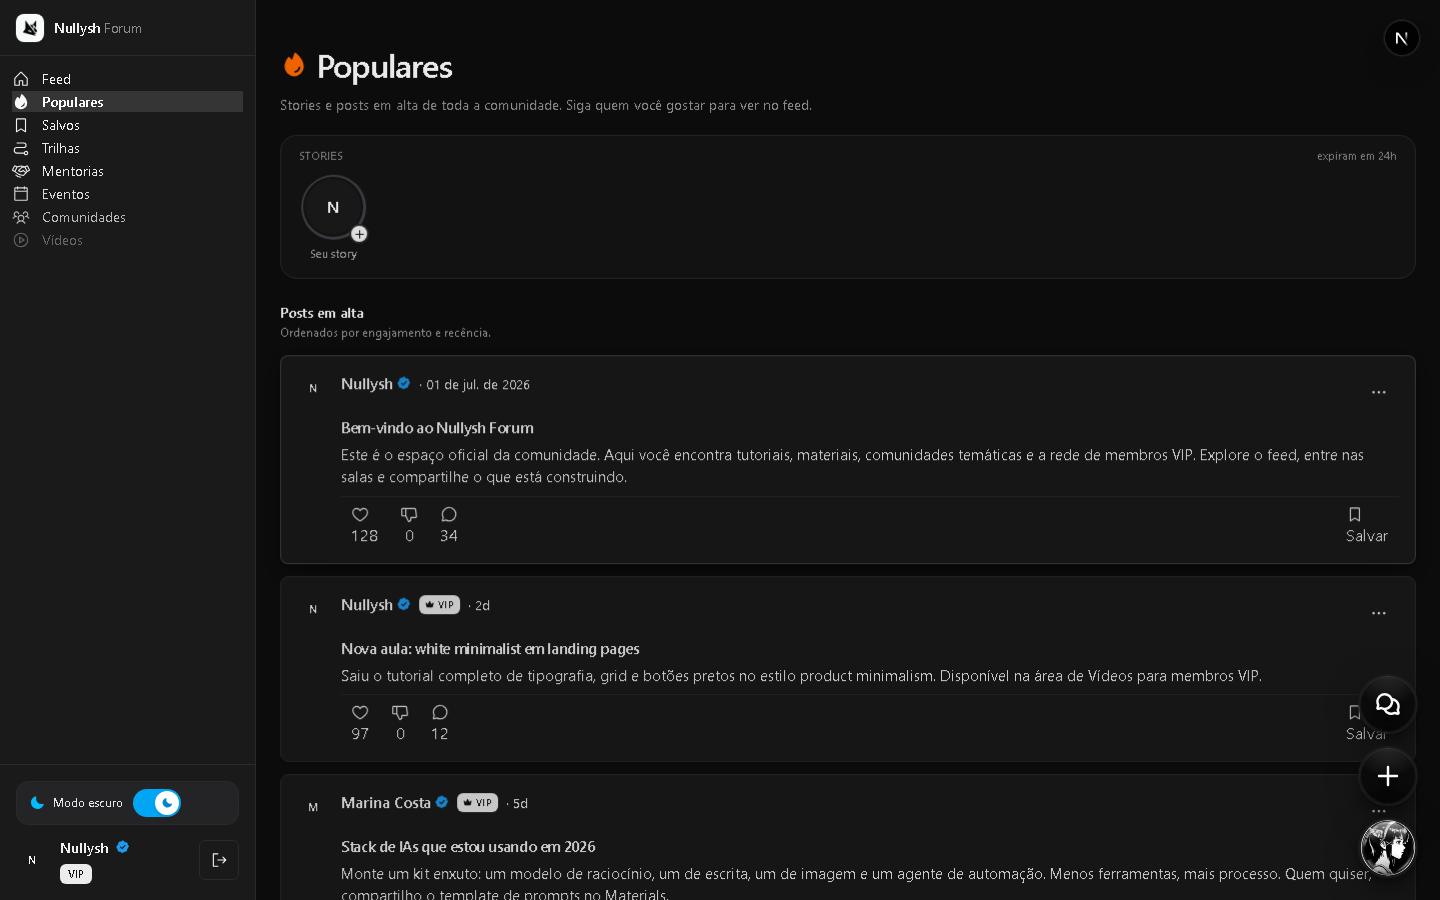 Nullysh Forum
Feed
Populares
Salvos
Trilhas
Mentorias
Eventos
Comunidades
Vídeos
Modo escuro
N
Nullysh
VIP
N
Populares
Stories e posts em alta de toda a comunidade. Siga quem você gostar para ver no feed.
STORIES
expiram em 24h
N
Seu story
Posts em alta
Ordenados por engajamento e recência.
N
Nullysh · 01 de jul. de 2026
Bem-vindo ao Nullysh Forum
Este é o espaço oficial da comunidade. Aqui você encontra tutoriais, materiais, comunidades temáticas e a rede de membros VIP. Explore o feed, entre nas
salas e compartilhe o que está construindo.
128 0 34 Salvar
N
Nullysh VIP · 2d
Nova aula: white minimalist em landing pages
Saiu o tutorial completo de tipografia, grid e botões pretos no estilo product minimalism. Disponível na área de Vídeos para membros VIP.
97 0 12 Salvar
M
Marina Costa VIP · 5d
Stack de IAs que estou usando em 2026
Monte um kit enxuto: um modelo de raciocínio, um de escrita, um de imagem e um agente de automação. Menos ferramentas, mais processo. Quem quiser,
compartilho o template de prompts no Materials.